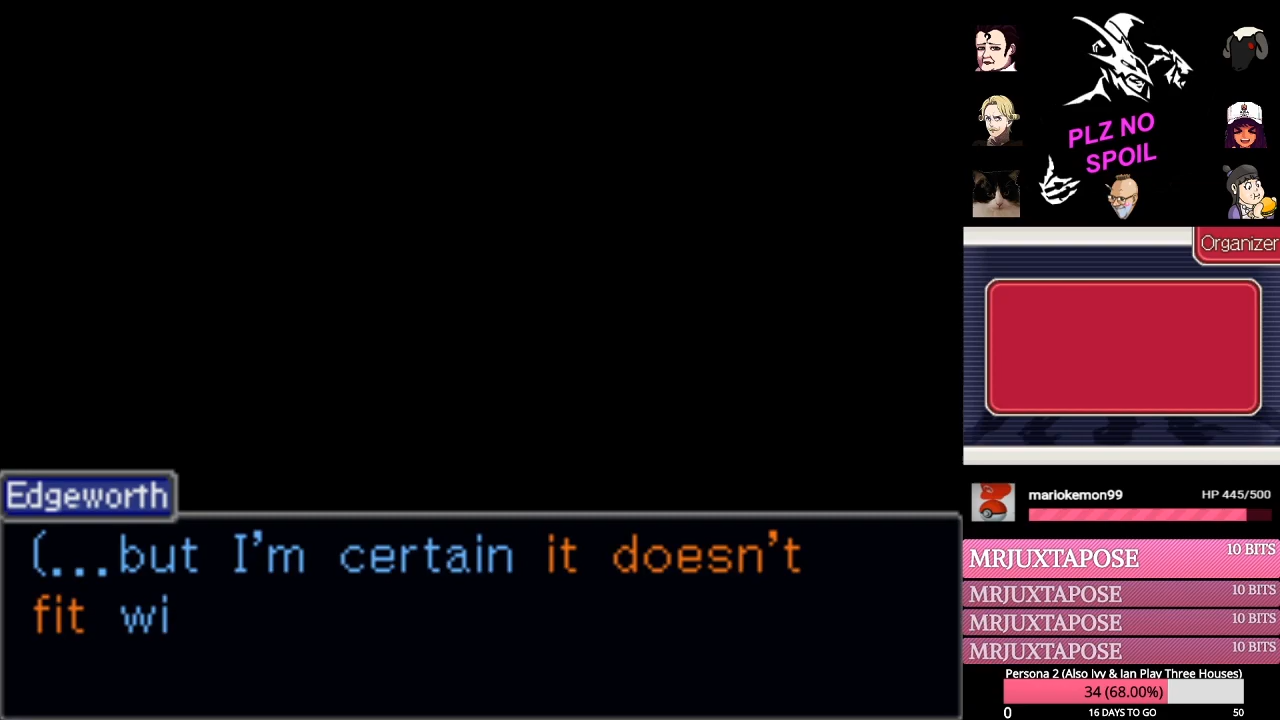 PLZ NO
SPOIL
Organizer
Edgeworth
(...but I'm certain it doesn't
fit wi
mariokemon99 HP 445/500
MRJUXTAPOSE 10 BITS
MRJUXTAPOSE 10 BITS
MRJUXTAPOSE 10 BITS
MRJUXTAPOSE 10 BITS
Persona 2 (Also Ivy & Ian Play Three Houses)
34 (68.00%)
0 16 DAYS TO GO 50